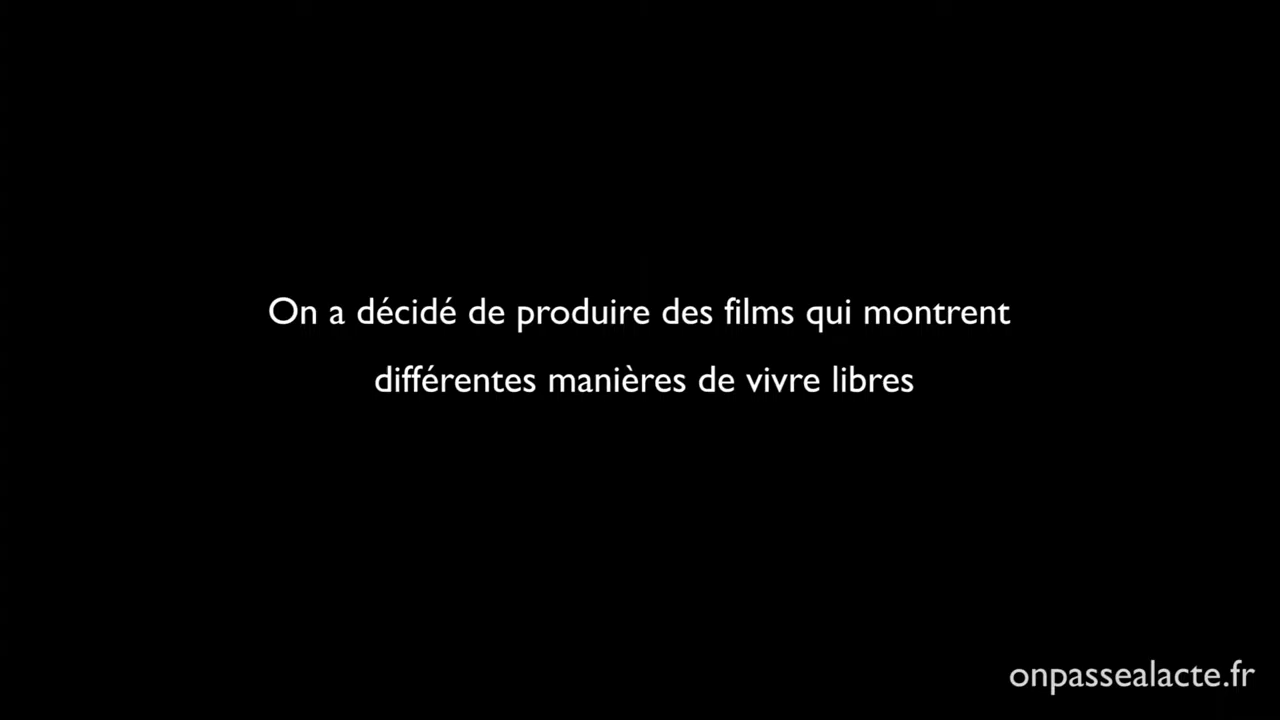 On a décidé de produire des films qui montrent
différentes manières de vivre libres
onpassealacte.fr